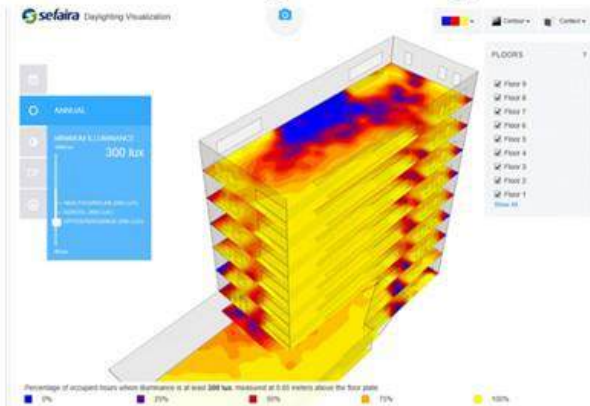 sefaira Daylighting Visualization
Contour
Context
FLOORS
ANNUAL
MINIMUM ILLUMINANCE
300 lux
Floor 9
Floor 8
Floor 7
Floor 6
Floor 5
Floor 4
Floor 3
Floor 2
Floor 1
Show All
Percentage of occupied hours where illuminance is at least 300 lux, measured at 0.85 meters above the floor plate.
0% 25% 50% 75% 100%